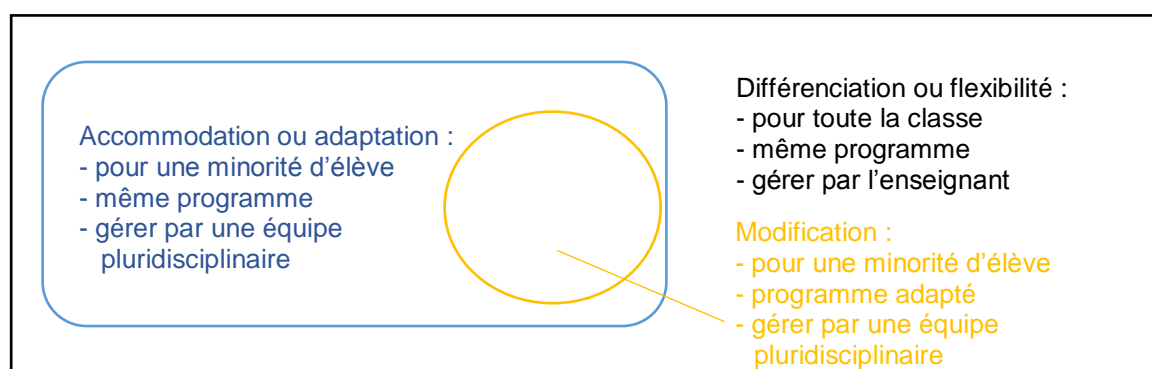 Accommodation ou adaptation :
- pour une minorité d’élève
- même programme
- gérer par une équipe
pluridisciplinaire
Différenciation ou flexibilité :
- pour toute la classe
- même programme
- gérer par l’enseignant
Modification :
- pour une minorité d’élève
- programme adapté
- gérer par une équipe
pluridisciplinaire